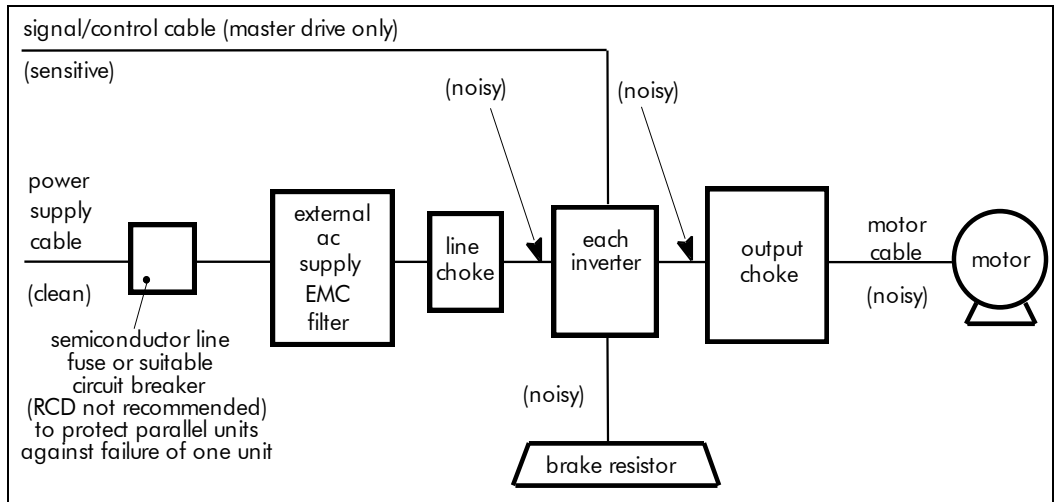 signal/control cable (master drive only)
(sensitive)
(noisy)
(noisy)
power
supply
cable
(clean)
semiconductor line
fuse or suitable
circuit breaker
(RCD not recommended)
to protect parallel units
against failure of one unit
external
ac
supply
EMC
filter
line
choke
each
inverter
output
choke
motor
cable
(noisy)
motor
(noisy)
brake resistor